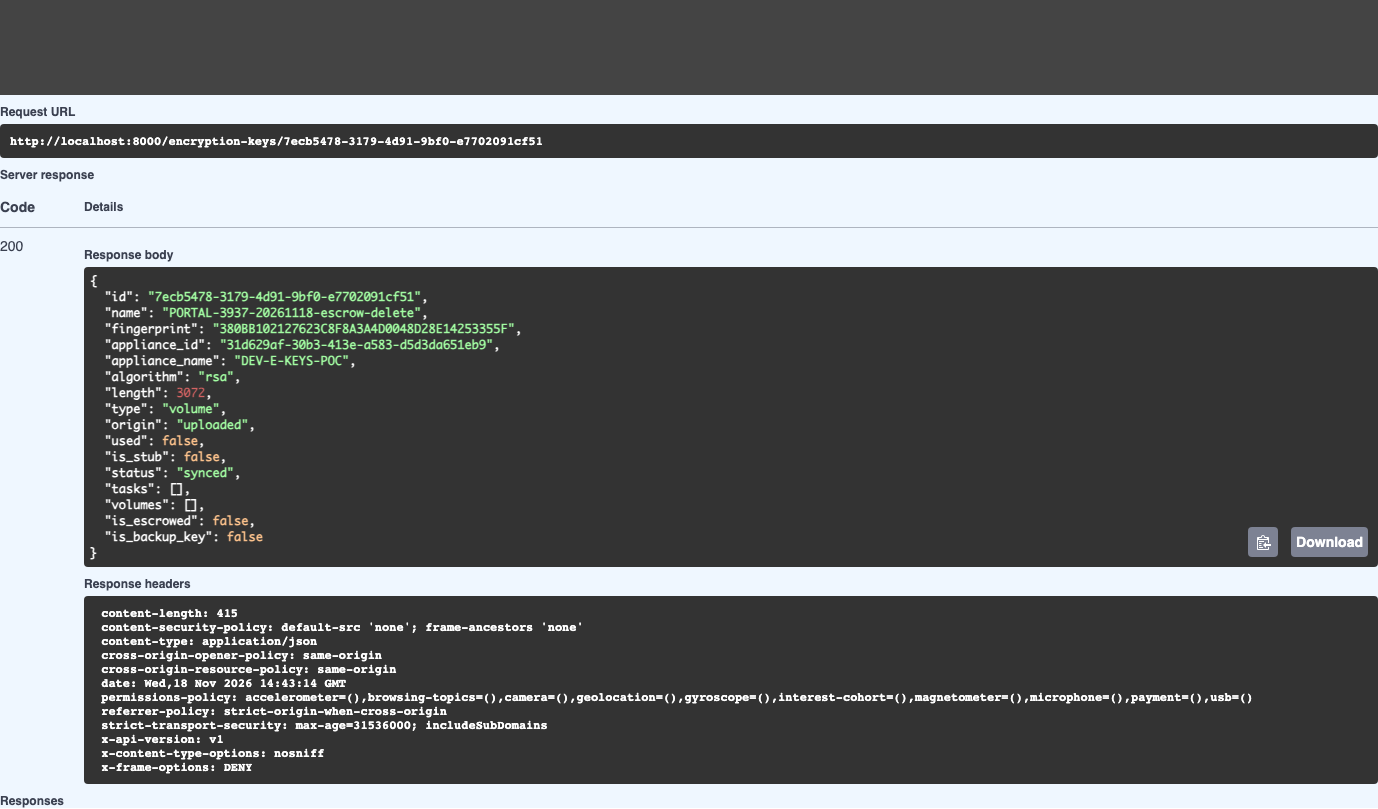 Request URL
http://localhost:8000/encryption-keys/7ecb5478-3179-4d91-9bf0-e7702091cf51
Server response
Code
Details
200
Response body
{
"id": "7ecb5478-3179-4d91-9bf0-e7702091cf51",
"name": "PORTAL-3937-20261118-escrow-delete",
"fingerprint": "380BB102127623C8F8A3A4D0048D28E14253355F",
"appliance_id": "31d629af-30b3-413e-a583-d5d3da651eb9",
"appliance_name": "DEV-E-KEYS-POC",
"algorithm": "rsa",
"length": 3072,
"type": "volume",
"origin": "uploaded",
"used": false,
"is_stub": false,
"status": "synced",
"tasks": [],
"volumes": [],
"is_escrowed": false,
"is_backup_key": false
}
Download
Response headers
content-length: 415
content-security-policy: default-src 'none'; frame-ancestors 'none'
content-type: application/json
cross-origin-opener-policy: same-origin
cross-origin-resource-policy: same-origin
date: Wed,18 Nov 2026 14:43:14 GMT
permissions-policy: accelerometer=(),browsing-topics=(),camera=(),geolocation=(),gyroscope=(),interest-cohort=(),magnetometer=(),microphone=(),payment=(),usb=()
referrer-policy: strict-origin-when-cross-origin
strict-transport-security: max-age=31536000; includeSubDomains
x-api-version: v1
x-content-type-options: nosniff
x-frame-options: DENY
Responses